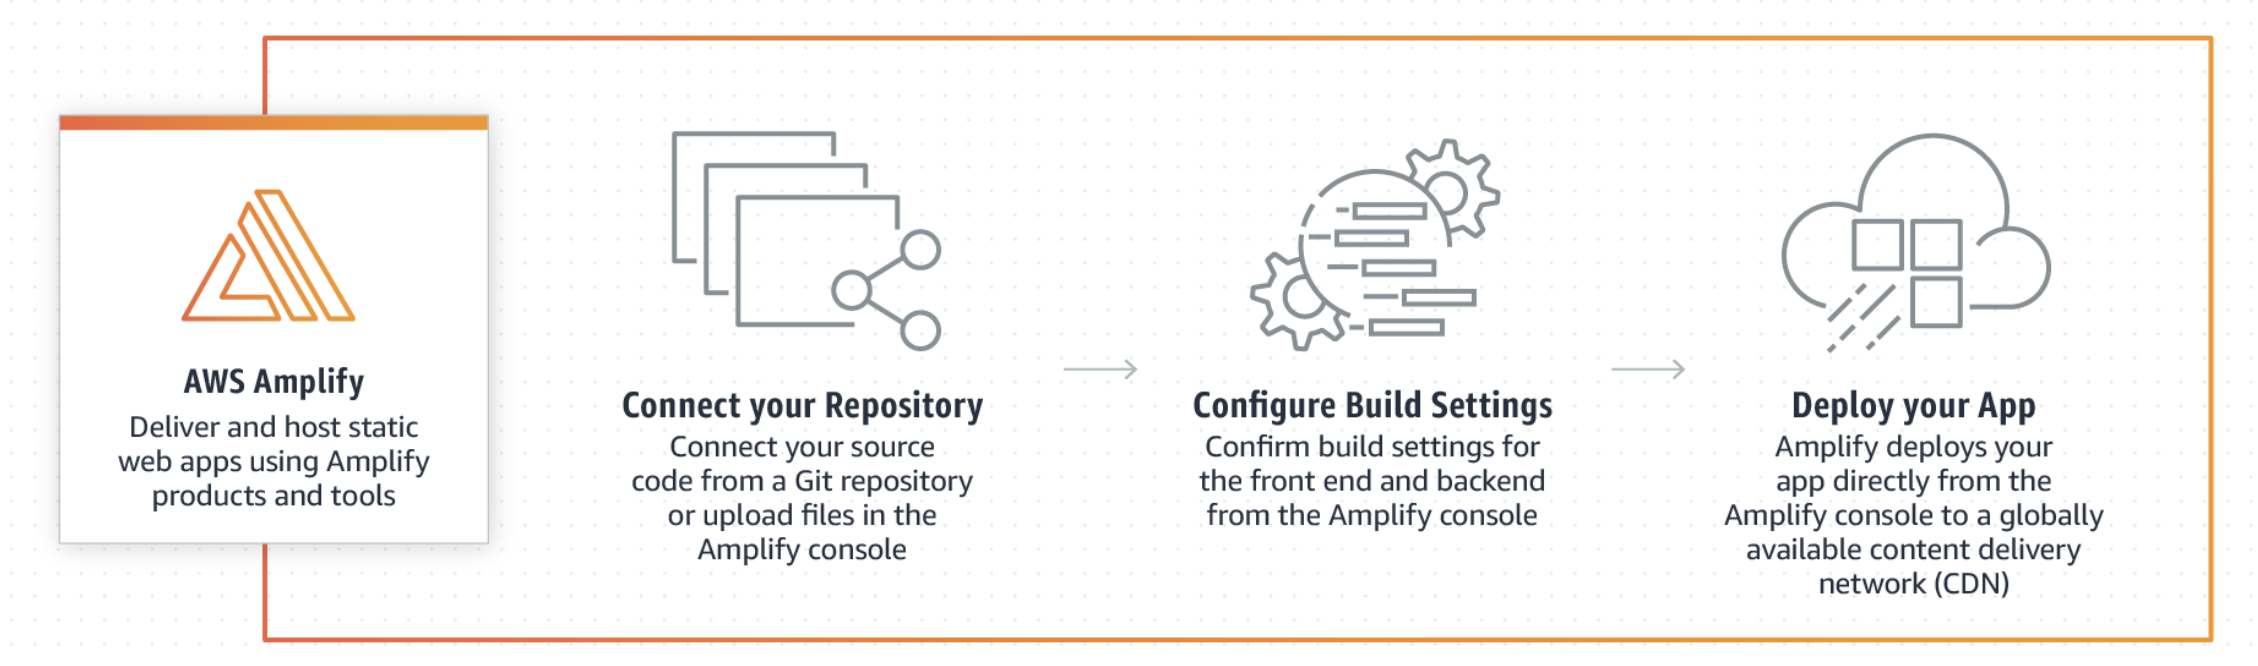 AWS Amplify
Deliver and host static
web apps using Amplify
products and tools
Connect your Repository
Connect your source
code from a Git repository
or upload files in the
Amplify console
Configure Build Settings
Confirm build settings for
the front end and backend
from the Amplify console
Deploy your App
Amplify deploys your
app directly from the
Amplify console to a globally
available content delivery
network (CDN)